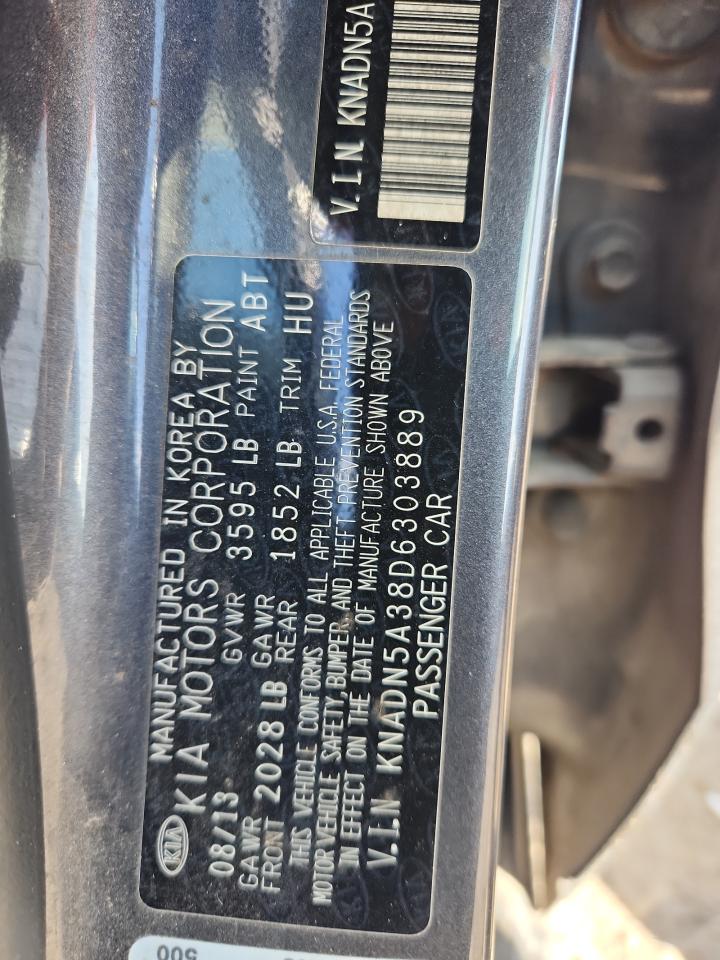 V.I.N KNADN5A
KIA
MANUFACTURED IN KOREA BY
KIA MOTORS CORPORATION
08/13 GVWR 3595 LB PAINT ABT
GAWR FRONT 2028 LB GAWR REAR 1852 LB TRIM HU
THIS VEHICLE CONFORMS TO ALL APPLICABLE U.S.A. FEDERAL
MOTOR VEHICLE SAFETY, BUMPER, AND THEFT PREVENTION STANDARDS
IN EFFECT ON THE DATE OF MANUFACTURE SHOWN ABOVE
V.I.N KNADN5A38D6303889
PASSENGER CAR
500